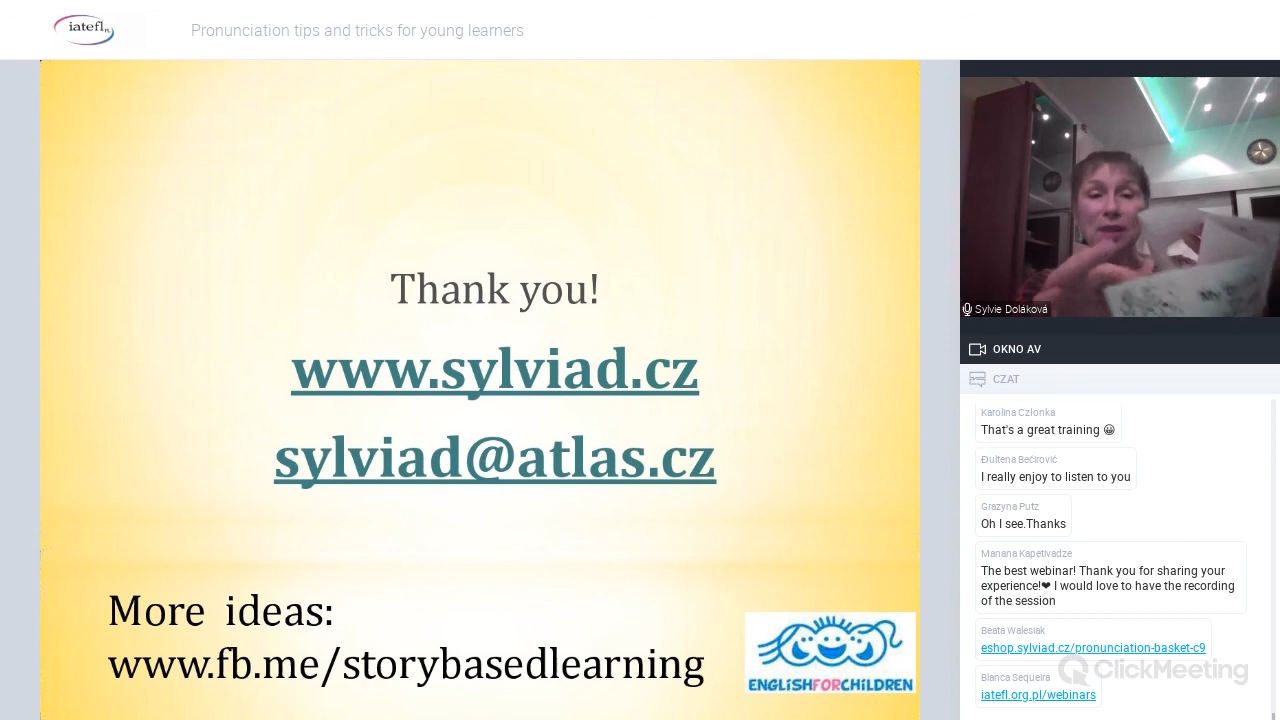 iatefl PL
Pronunciation tips and tricks for young learners
Thank you!
www.sylviad.cz
sylviad@atlas.cz
More ideas:
www.fb.me/storybasedlearning
ENGLiSHFORCHiLDREN
Sylvie Doláková
OKNO AV
CZAT
Karolina Członka
That's a great training 😀
Đultena Bećirović
I really enjoy to listen to you
Grazyna Putz
Oh I see.Thanks
Manana Kapetivadze
The best webinar! Thank you for sharing your
experience!❤ I would love to have the recording
of the session
Beata Walesiak
eshop.sylviad.cz/pronunciation-basket-c9
Blanca Sequeira
iatefl.org.pl/webinars
ClickMeeting